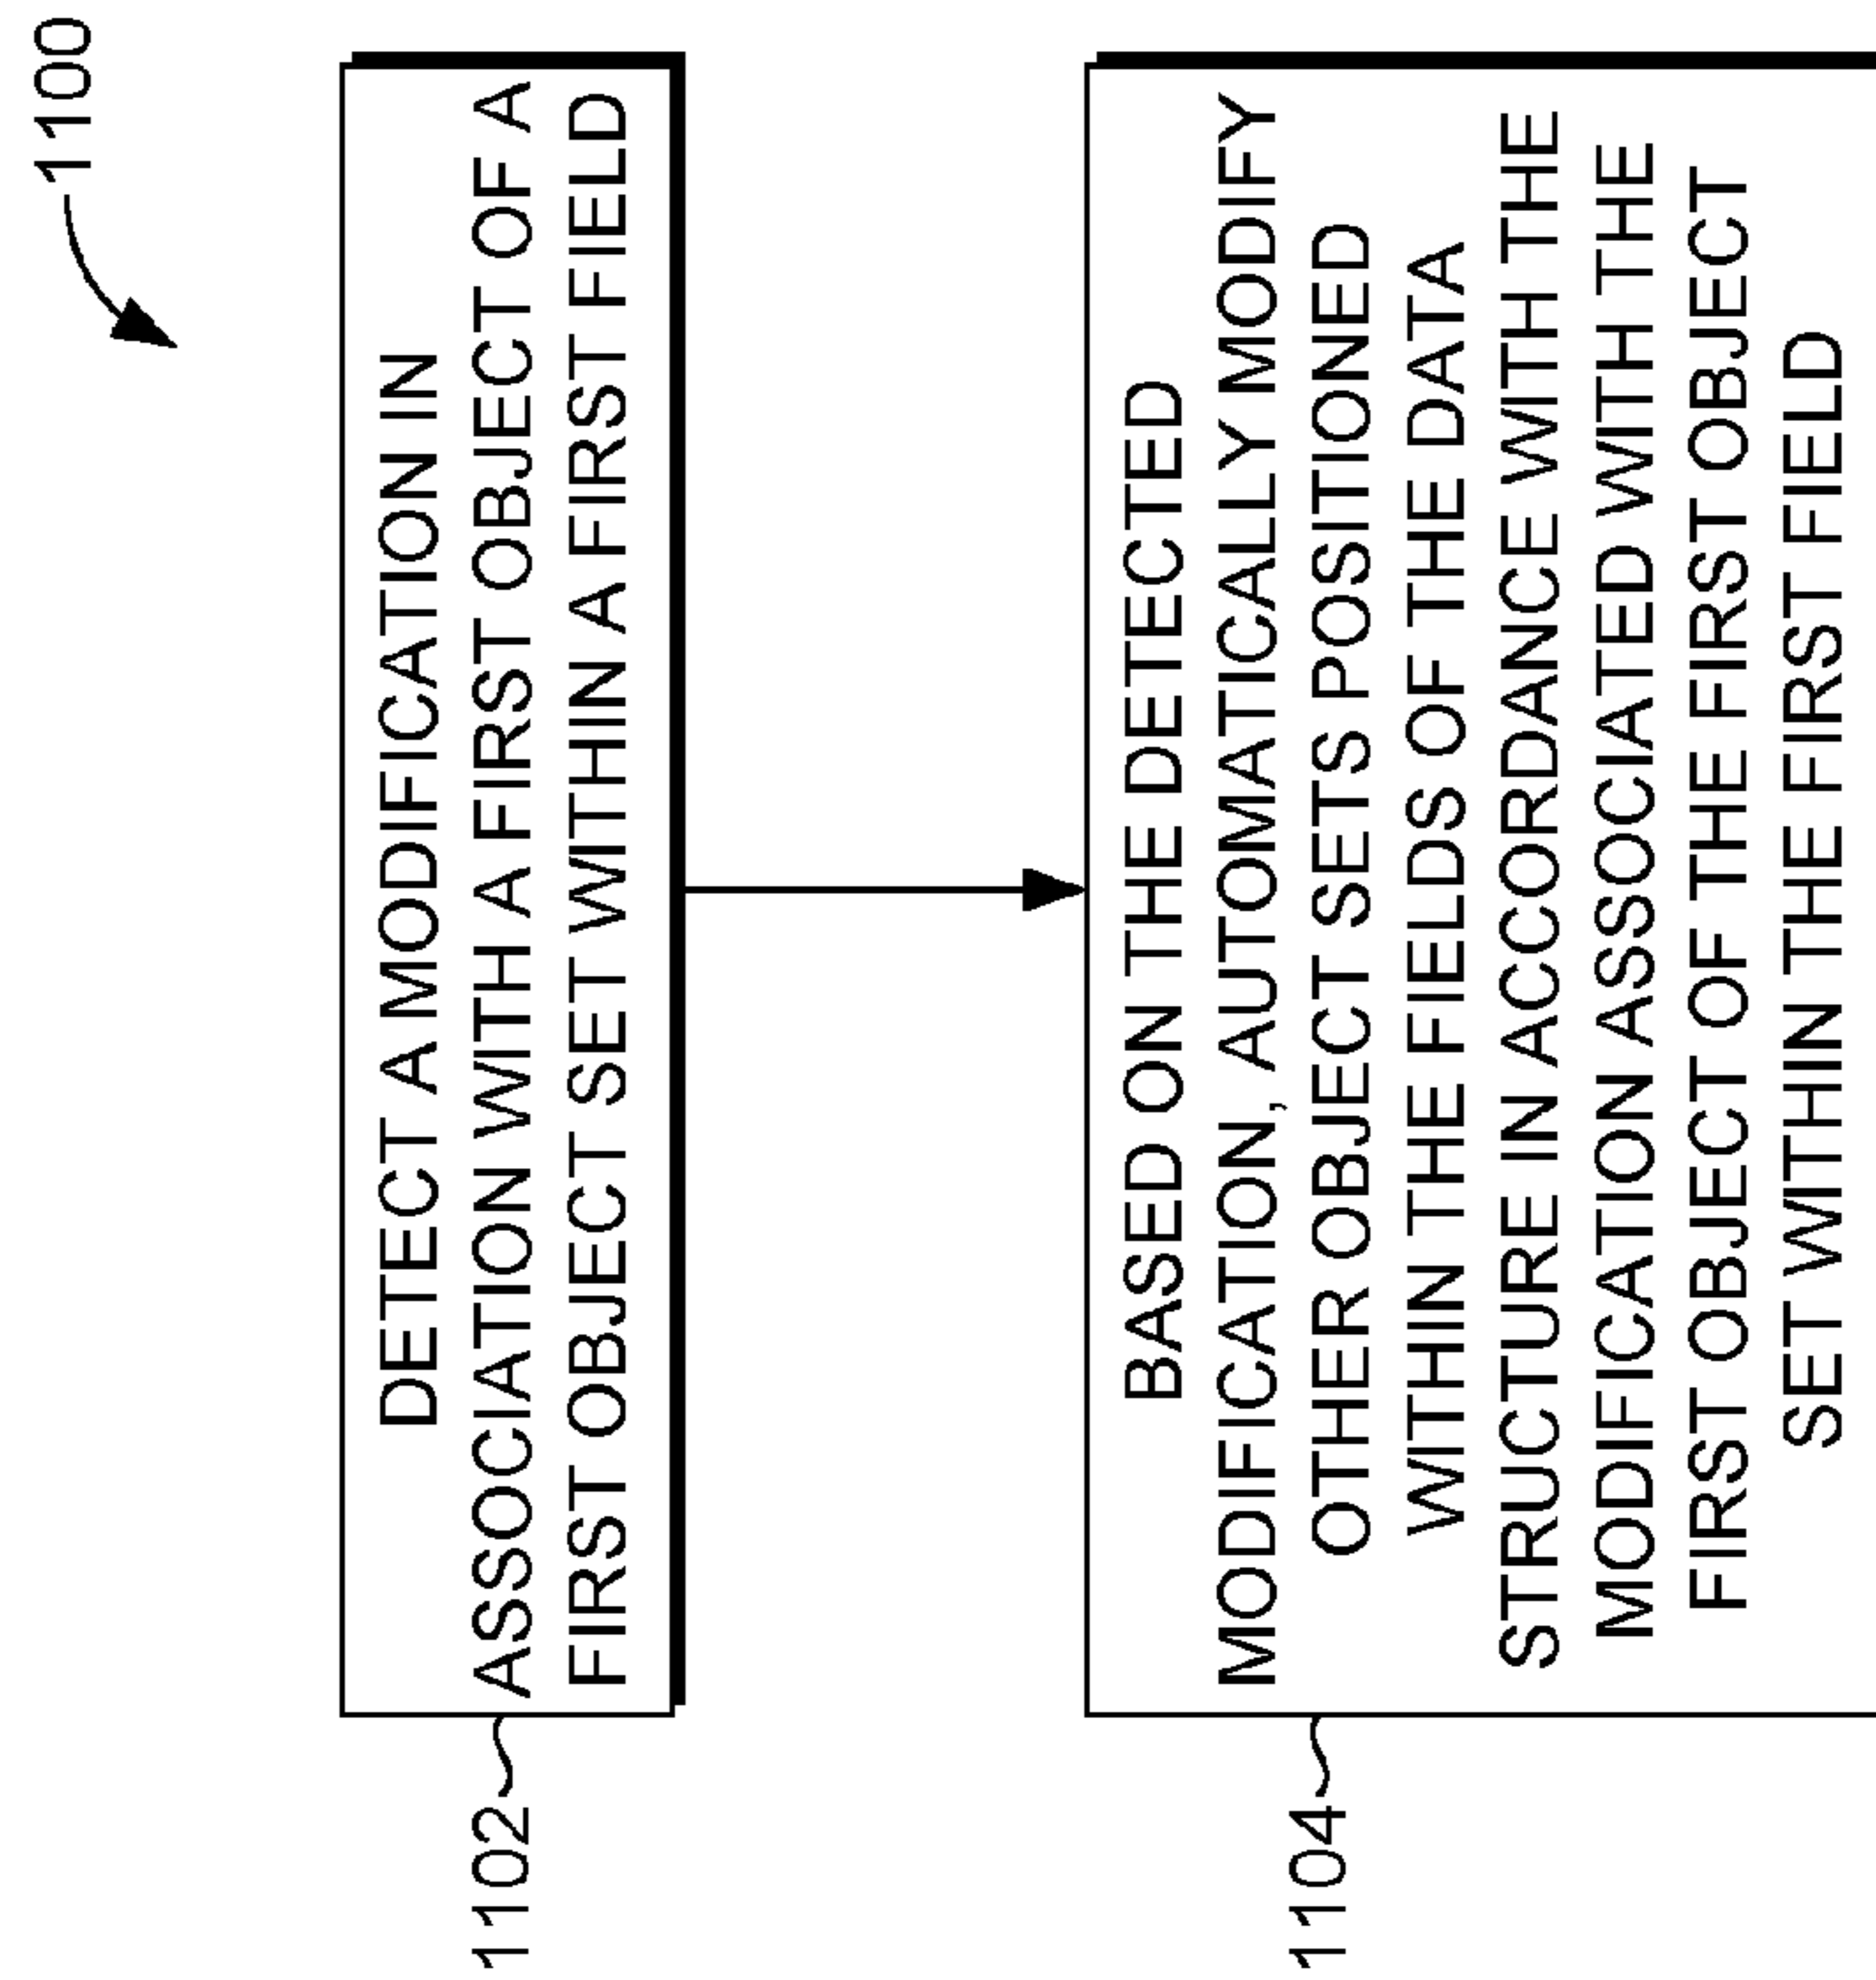 1100
1102
DETECT A MODIFICATION IN
ASSOCIATION WITH A FIRST OBJECT OF A
FIRST OBJECT SET WITHIN A FIRST FIELD
1104
BASED ON THE DETECTED
MODIFICATION, AUTOMATICALLY MODIFY
OTHER OBJECT SETS POSITIONED
WITHIN THE FIELDS OF THE DATA
STRUCTURE IN ACCORDANCE WITH THE
MODIFICATION ASSOCIATED WITH THE
FIRST OBJECT OF THE FIRST OBJECT
SET WITHIN THE FIRST FIELD